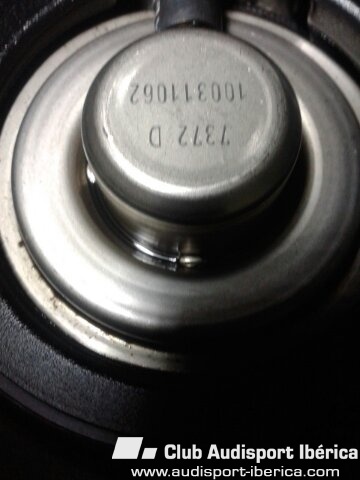 7372 D
100311062
Club Audisport Ibérica
www.audisport-iberica.com